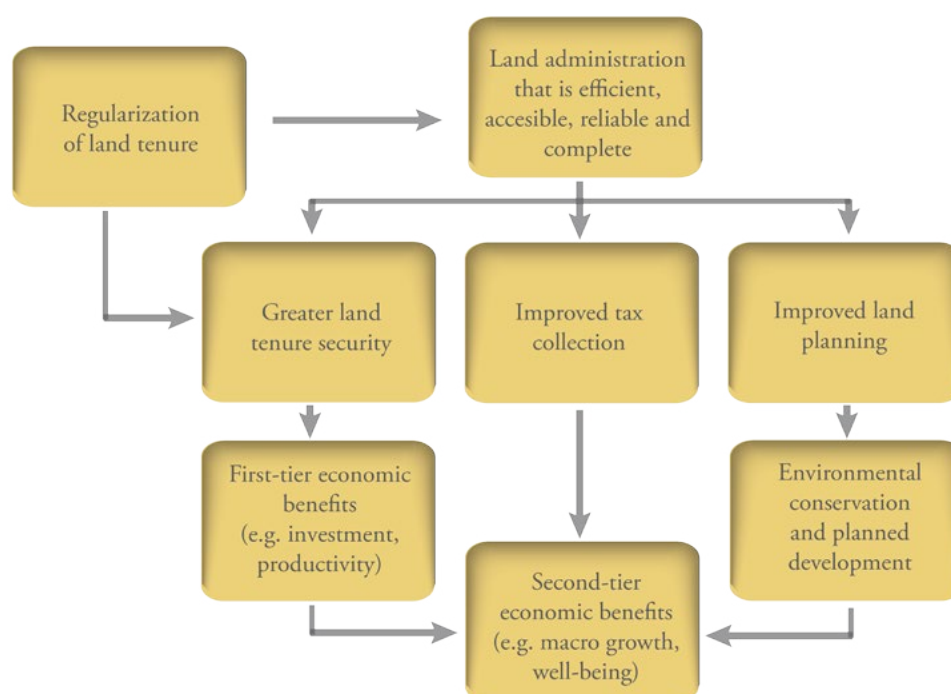 Regularization
of land tenure
Land administration
that is efficient,
accesible, reliable and
complete
Greater land
tenure security
Improved tax
collection
Improved land
planning
First-tier economic
benefits
(e.g. investment,
productivity)
Second-tier
economic benefits
(e.g. macro growth,
well-being)
Environmental
conservation
and planned
development